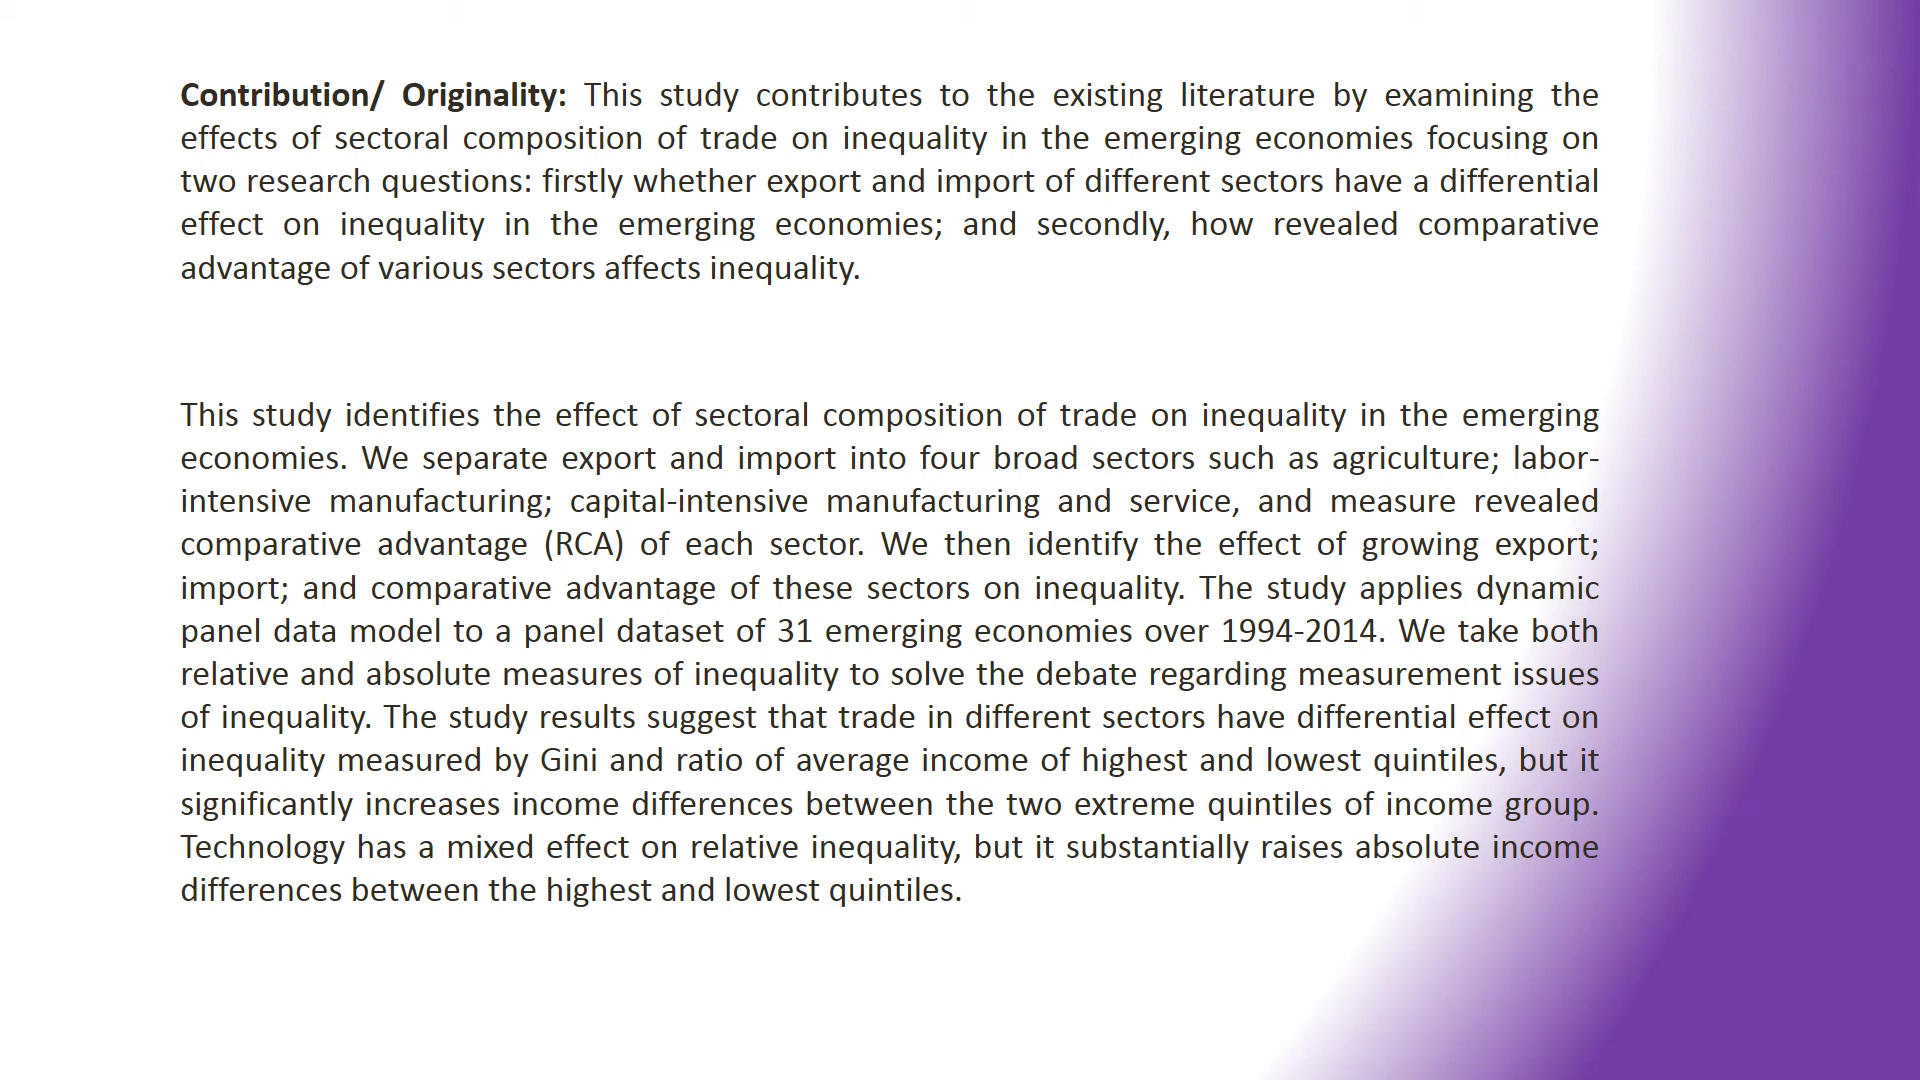 Contribution/ Originality: This study contributes to the existing literature by examining the
effects of sectoral composition of trade on inequality in the emerging economies focusing on
two research questions: firstly whether export and import of different sectors have a differential
effect on inequality in the emerging economies; and secondly, how revealed comparative
advantage of various sectors affects inequality.
This study identifies the effect of sectoral composition of trade on inequality in the emerging
economies. We separate export and import into four broad sectors such as agriculture; labor-
intensive manufacturing; capital-intensive manufacturing and service, and measure revealed
comparative advantage (RCA) of each sector. We then identify the effect of growing export;
import; and comparative advantage of these sectors on inequality. The study applies dynamic
panel data model to a panel dataset of 31 emerging economies over 1994-2014. We take both
relative and absolute measures of inequality to solve the debate regarding measurement issues
of inequality. The study results suggest that trade in different sectors have differential effect on
inequality measured by Gini and ratio of average income of highest and lowest quintiles, but it
significantly increases income differences between the two extreme quintiles of income group.
Technology has a mixed effect on relative inequality, but it substantially raises absolute income
differences between the highest and lowest quintiles.